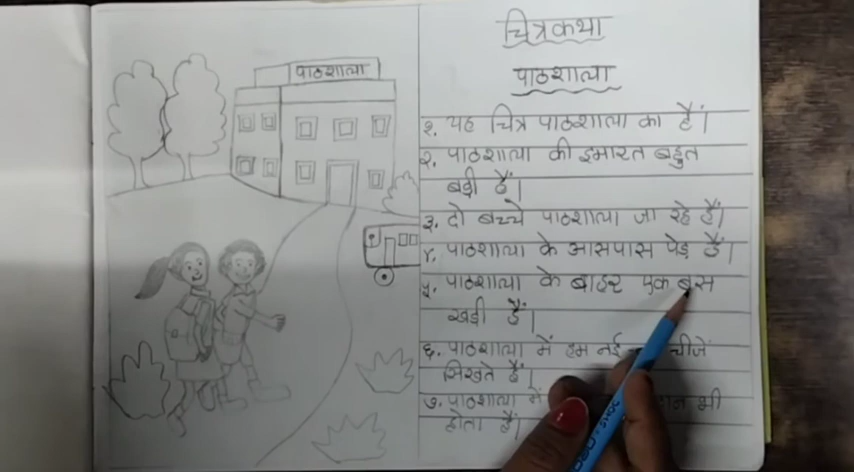 पाठशाला
चित्रकथा
पाठशाला
१. यह चित्र पाठशाला का हैं।
२. पाठशाला की इमारत बहुत
बडी हैं।
३. दो बच्चे पाठशाला जा रहे हैं।
४. पाठशाला के आसपास पेड़ हैं।
५. पाठशाला के बाहर एक बस
खडी हैं।
६. पाठशाला में हम नई चीजें
सिखते हैं।
७. पाठशाला में भी
होता हैं।